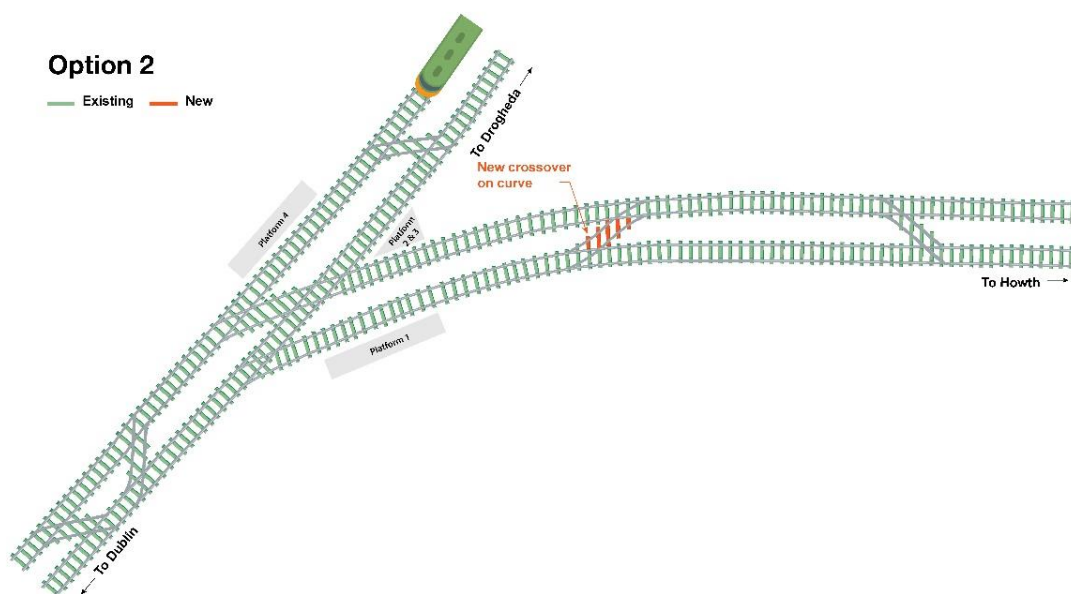 Option 2
Existing
New
To Drogheda
New crossover
on curve
Platform 4
Platform
2 & 3
To Howth
Platform 1
To Dublin